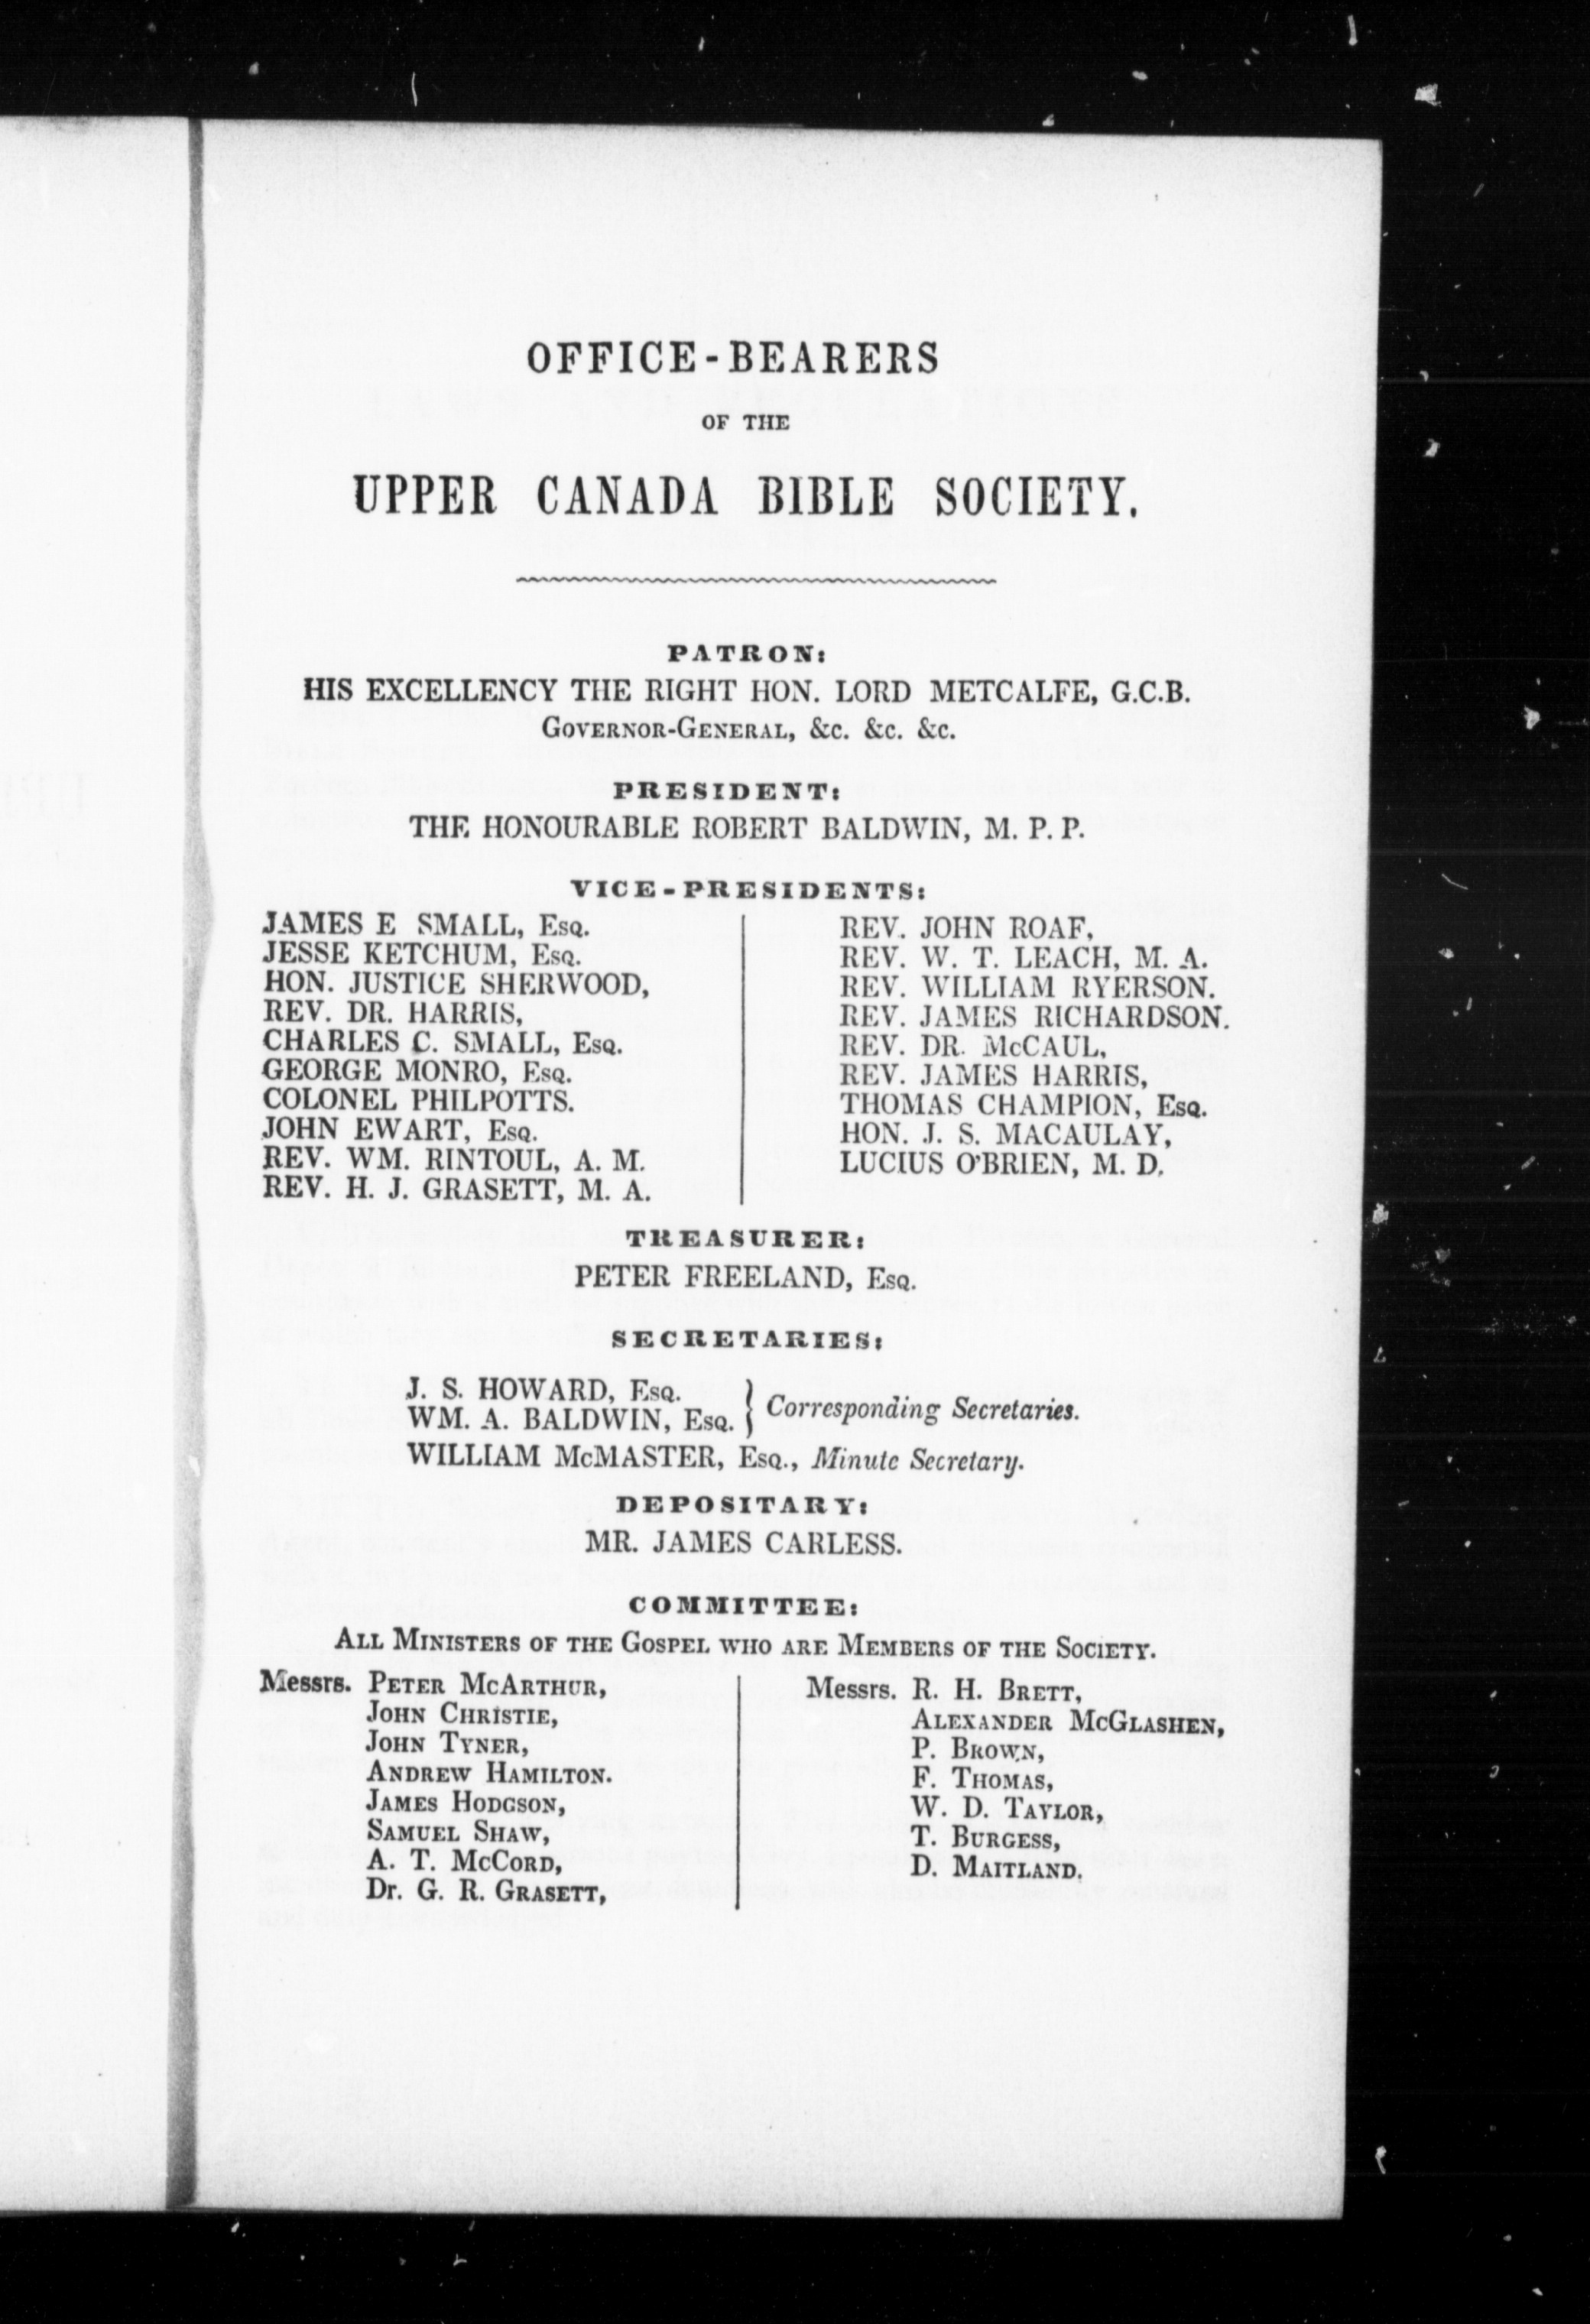 OFFICE-BEARERS
OF THE
UPPER CANADA BIBLE SOCIETY.
PATRON:
HIS EXCELLENCY THE RIGHT HON. LORD METCALFE, G.C.B.
GOVERNOR-GENERAL, &c. &c. &c.
PRESIDENT:
THE HONOURABLE ROBERT BALDWIN, M. P. P.
VICE-PRESIDENTS:
JAMES E SMALL, ESQ.
JESSE KETCHUM, ESQ.
HON. JUSTICE SHERWOOD,
REV. DR. HARRIS,
CHARLES C. SMALL, ESQ.
GEORGE MONRO, ESQ.
COLONEL PHILPOTTS.
JOHN EWART, ESQ.
REV. WM. RINTOUL, A. M.
REV. H. J. GRASETT, M. A.
REV. JOHN ROAF,
REV. W. T. LEACH, M. A.
REV. WILLIAM RYERSON.
REV. JAMES RICHARDSON.
REV. DR. McCAUL,
REV. JAMES HARRIS,
THOMAS CHAMPION, ESQ.
HON. J. S. MACAULAY,
LUCIUS O'BRIEN, M. D.
TREASURER:
PETER FREELAND, ESQ.
SECRETARIES:
J. S. HOWARD, ESQ.
WM. A. BALDWIN, ESQ. } Corresponding Secretaries.
WILLIAM McMASTER, ESQ., Minute Secretary.
DEPOSITARY:
MR. JAMES CARLESS.
COMMITTEE:
ALL MINISTERS OF THE GOSPEL WHO ARE MEMBERS OF THE SOCIETY.
Messrs. PETER McARTHUR,
JOHN CHRISTIE,
JOHN TYNER,
ANDREW HAMILTON.
JAMES HODGSON,
SAMUEL SHAW,
A. T. McCORD,
Dr. G. R. GRASETT,
Messrs. R. H. BRETT,
ALEXANDER McGLASHEN,
P. BROWN,
F. THOMAS,
W. D. TAYLOR,
T. BURGESS,
D. MAITLAND.